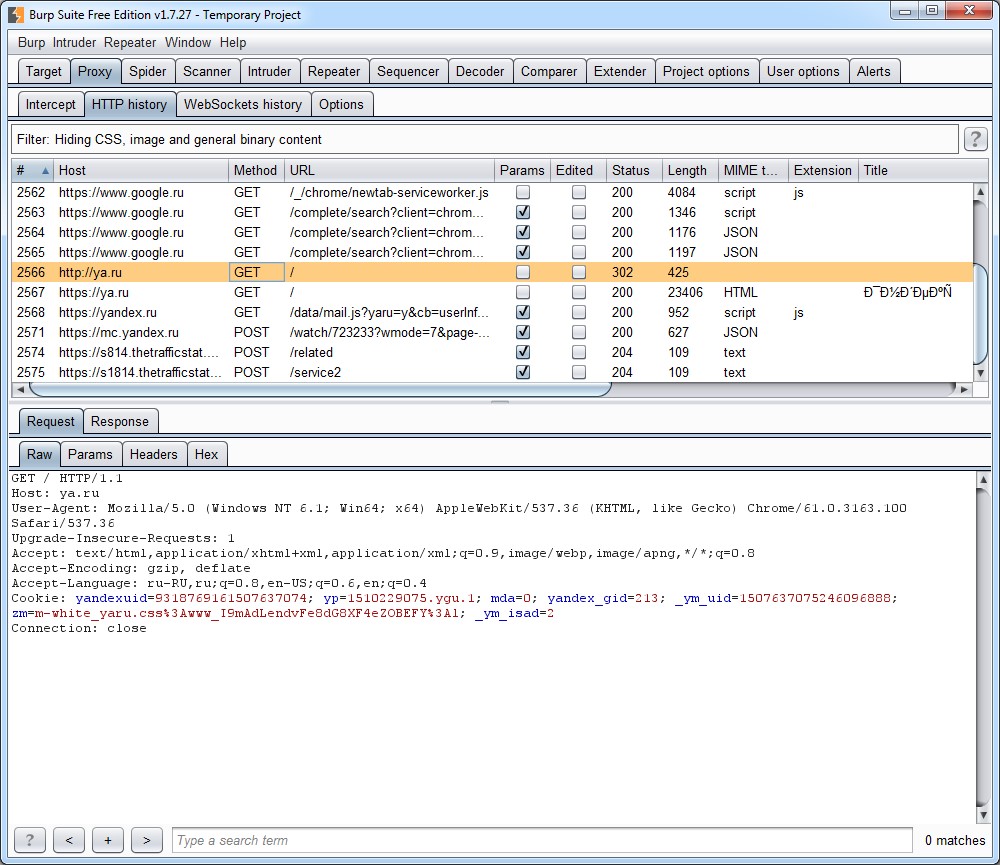 Burp Suite Free Edition v1.7.27 - Temporary Project
Burp Intruder Repeater Window Help
Target Proxy Spider Scanner Intruder Repeater Sequencer Decoder Comparer Extender Project options User options Alerts
Intercept HTTP history WebSockets history Options
Filter: Hiding CSS, image and general binary content ?
# Host Method URL Params Edited Status Length MIME t... Extension Title
2562 https://www.google.ru GET /_/chrome/newtab-serviceworker.js 200 4084 script js
2563 https://www.google.ru GET /complete/search?client=chrom... 200 1346 script
2564 https://www.google.ru GET /complete/search?client=chrom... 200 1176 JSON
2565 https://www.google.ru GET /complete/search?client=chrom... 200 1197 JSON
2566 http://ya.ru GET / 302 425
2567 https://ya.ru GET / 200 23406 HTML Ð¯Ð½Ð´ÐµÐºÑ
2568 https://yandex.ru GET /data/mail.js?yaru=y&cb=userInf... 200 952 script js
2571 https://mc.yandex.ru POST /watch/723233?wmode=7&page-... 200 627 JSON
2574 https://s814.thetrafficstat.... POST /related 204 109 text
2575 https://s1814.thetrafficstat... POST /service2 204 109 text
Request Response
Raw Params Headers Hex
GET / HTTP/1.1
Host: ya.ru
User-Agent: Mozilla/5.0 (Windows NT 6.1; Win64; x64) AppleWebKit/537.36 (KHTML, like Gecko) Chrome/61.0.3163.100
Safari/537.36
Upgrade-Insecure-Requests: 1
Accept: text/html,application/xhtml+xml,application/xml;q=0.9,image/webp,image/apng,*/*;q=0.8
Accept-Encoding: gzip, deflate
Accept-Language: ru-RU,ru;q=0.8,en-US;q=0.6,en;q=0.4
Cookie: yandexuid=9318769161507637074; yp=1510229075.ygu.1; mda=0; yandex_gid=213; _ym_uid=1507637075246096888;
zm=m-white_yaru.css%3Awww_I9mAdLendvFe8dG8XF4eZOBEFY%3Al; _ym_isad=2
Connection: close
? < + > Type a search term 0 matches